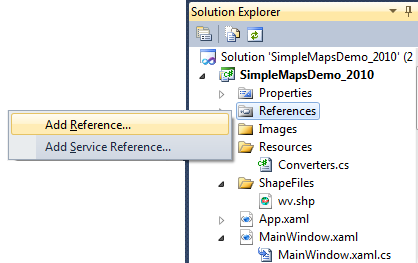 Solution Explorer
Solution 'SimpleMapsDemo_2010' (2
SimpleMapsDemo_2010
Properties
References
Images
Resources
Converters.cs
ShapeFiles
wv.shp
App.xaml
MainWindow.xaml
MainWindow.xaml.cs
Add Reference...
Add Service Reference...